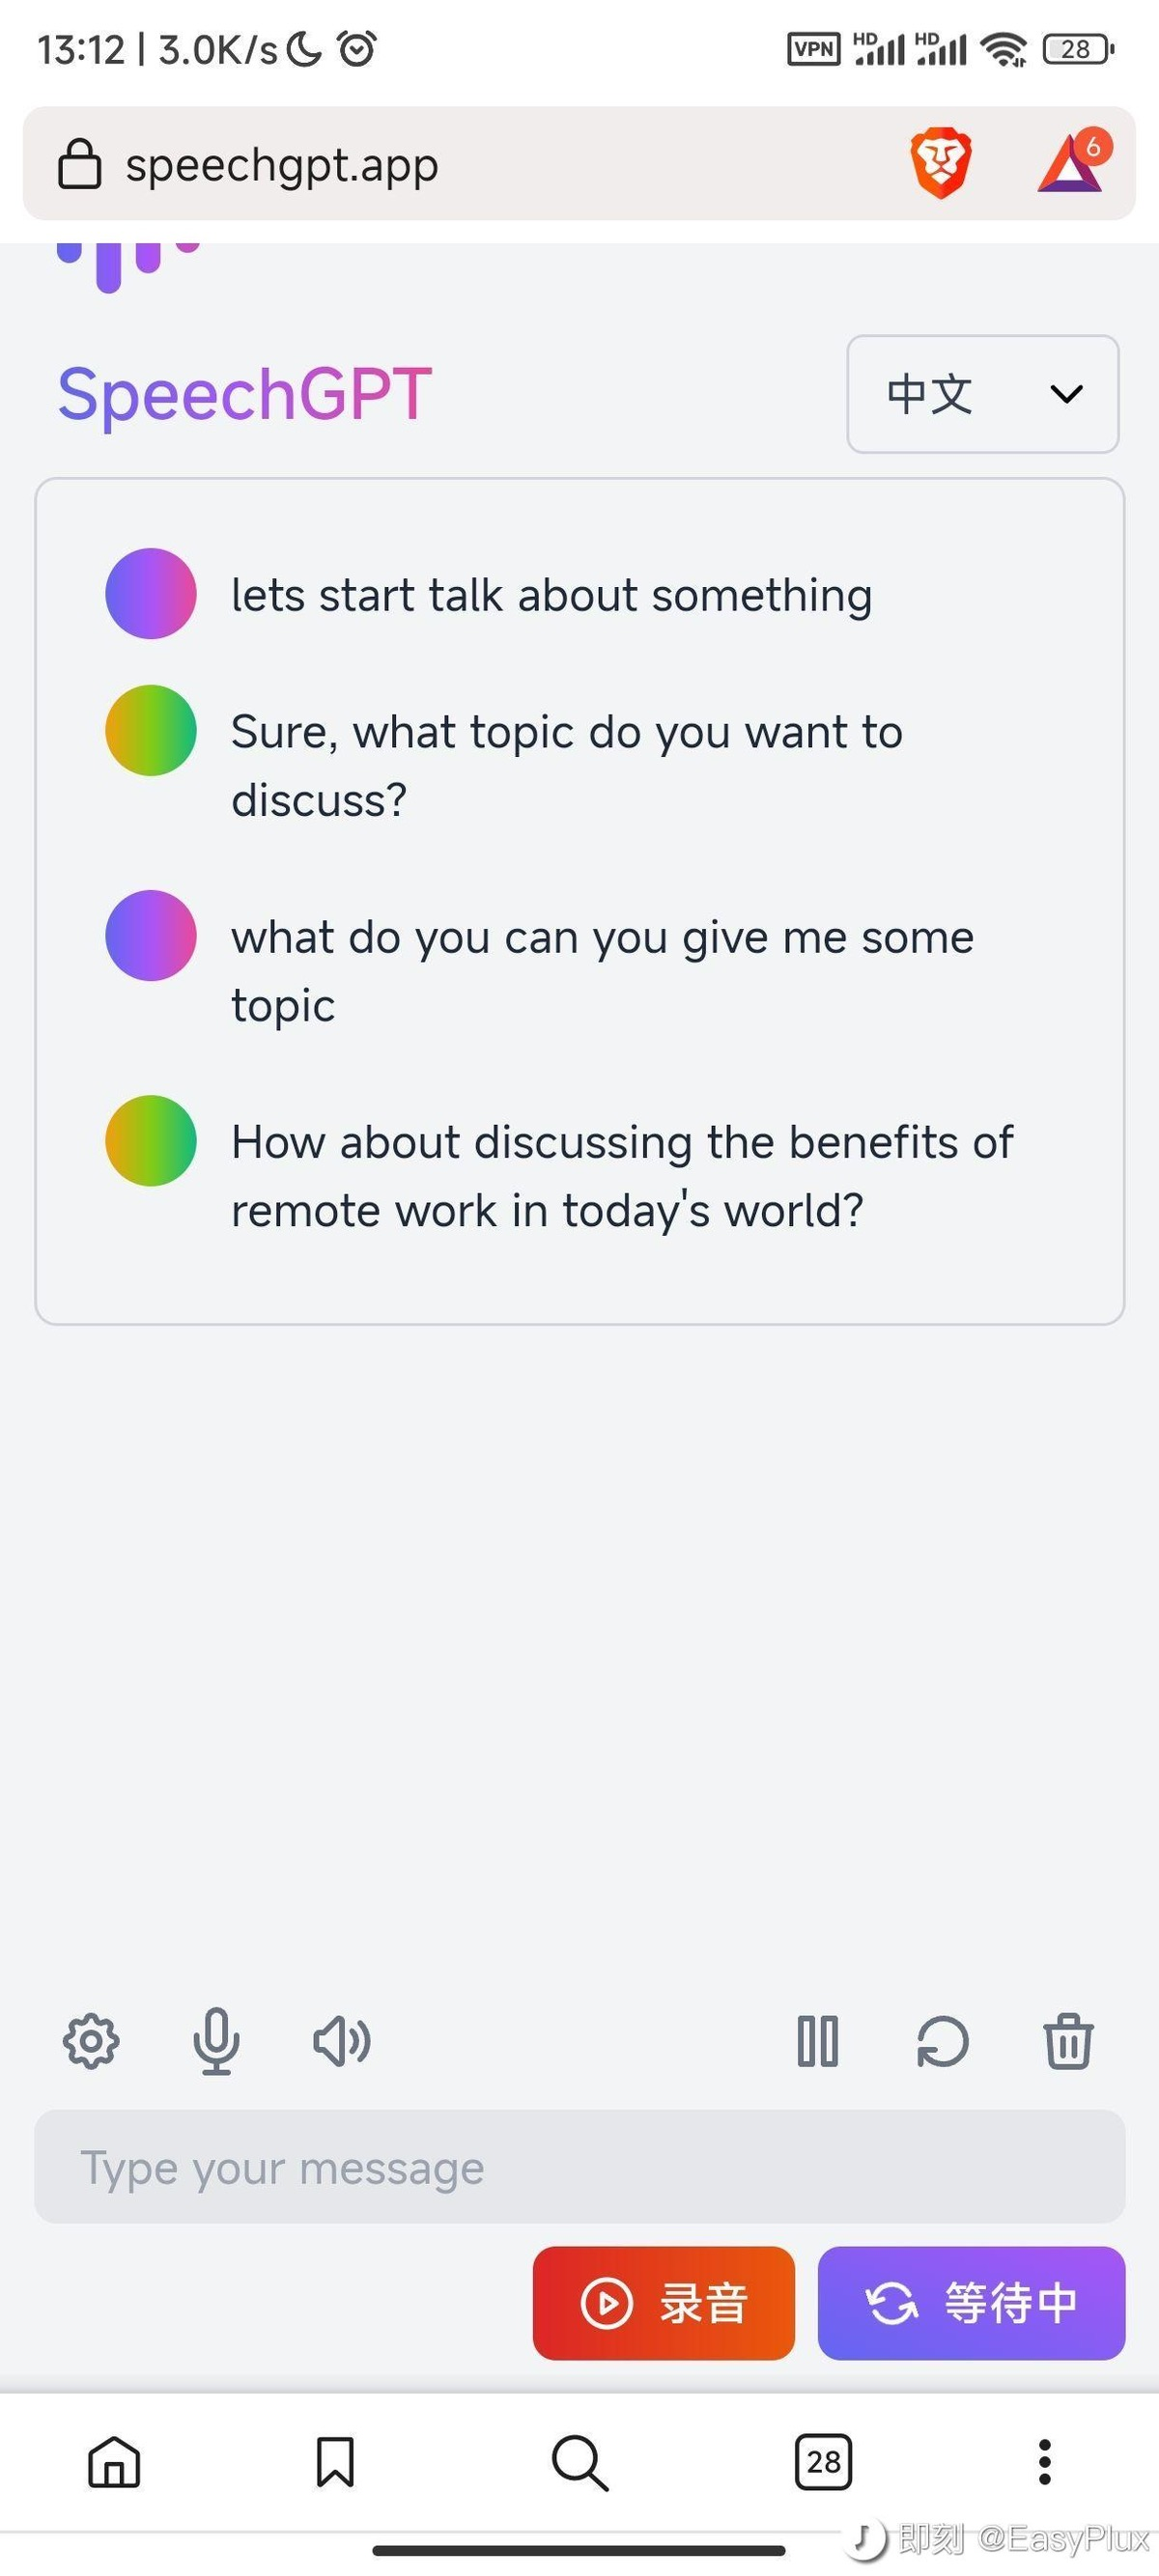 13:12 | 3.0K/s
VPN HD HD 28
speechgpt.app
6
SpeechGPT
中文
lets start talk about something
Sure, what topic do you want to
discuss?
what do you can you give me some
topic
How about discussing the benefits of
remote work in today's world?
Type your message
录音
等待中
28
即刻 @EasyPlux